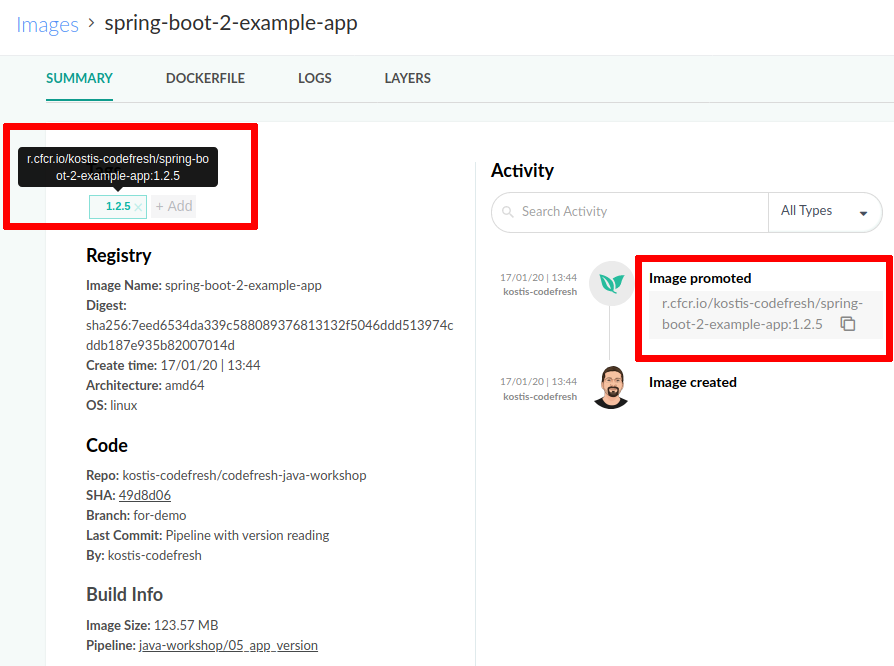 Images > spring-boot-2-example-app
SUMMARY
DOCKERFILE
LOGS
LAYERS
r.cfcr.io/kostis-codefresh/spring-bo
ot-2-example-app:1.2.5
1.2.5 ×
+ Add
Registry
Image Name: spring-boot-2-example-app
Digest:
sha256:7eed6534da339c588089376813132f5046ddd513974c
ddb187e935b82007014d
Create time: 17/01/20 | 13:44
Architecture: amd64
OS: linux
Code
Repo: kostis-codefresh/codefresh-java-workshop
SHA: 49d8d06
Branch: for-demo
Last Commit: Pipeline with version reading
By: kostis-codefresh
Build Info
Image Size: 123.57 MB
Pipeline: java-workshop/05_app_version
Activity
Search Activity
All Types
17/01/20 | 13:44
kostis-codefresh
Image promoted
r.cfcr.io/kostis-codefresh/spring-
boot-2-example-app:1.2.5
17/01/20 | 13:44
kostis-codefresh
Image created